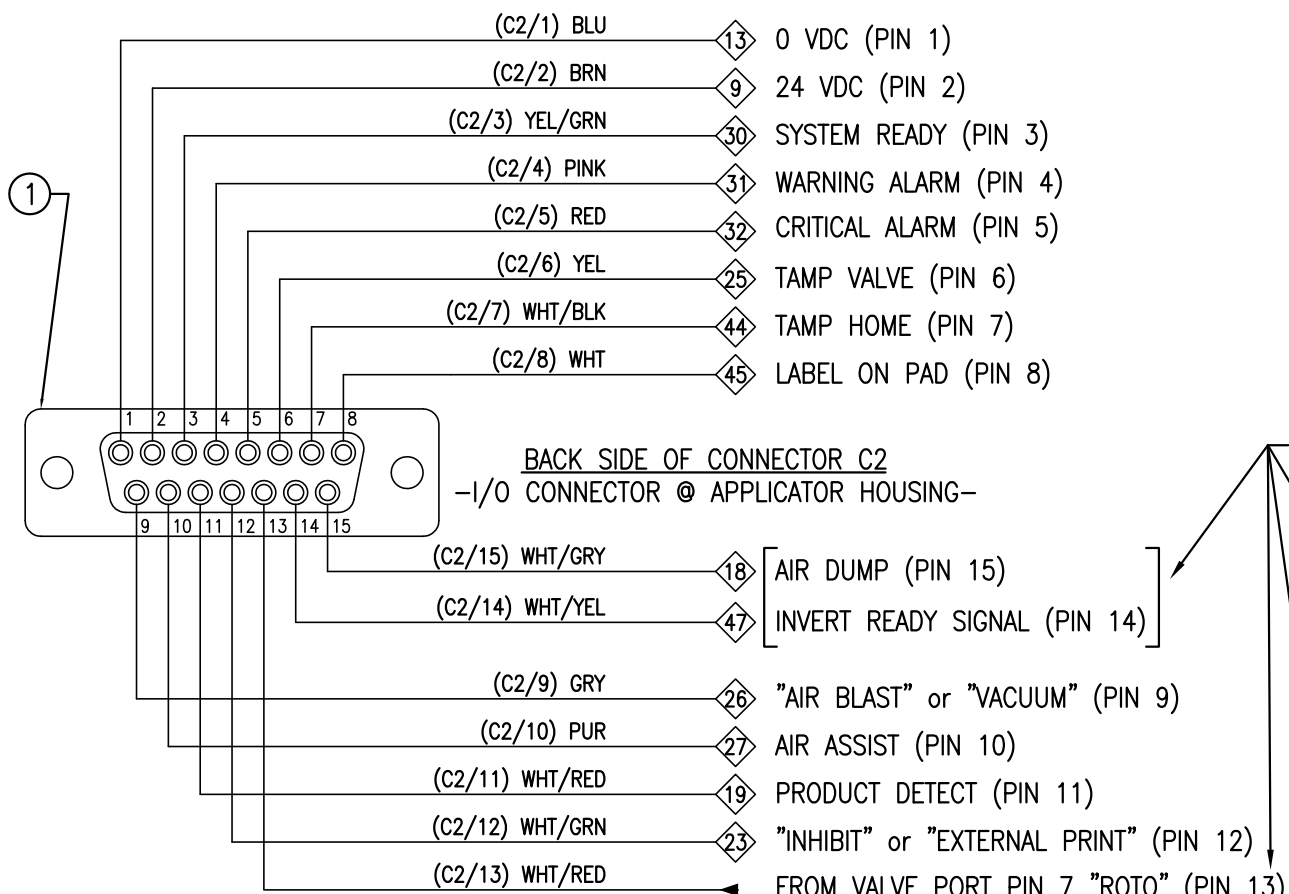 (C2/1) BLU 13 0 VDC (PIN 1)
(C2/2) BRN 9 24 VDC (PIN 2)
(C2/3) YEL/GRN 30 SYSTEM READY (PIN 3)
(C2/4) PINK 31 WARNING ALARM (PIN 4)
(C2/5) RED 32 CRITICAL ALARM (PIN 5)
(C2/6) YEL 25 TAMP VALVE (PIN 6)
(C2/7) WHT/BLK 44 TAMP HOME (PIN 7)
(C2/8) WHT 45 LABEL ON PAD (PIN 8)
1
1 2 3 4 5 6 7 8
BACK SIDE OF CONNECTOR C2
-I/O CONNECTOR @ APPLICATOR HOUSING-
9 10 11 12 13 14 15
(C2/15) WHT/GRY 18 AIR DUMP (PIN 15)
(C2/14) WHT/YEL 47 INVERT READY SIGNAL (PIN 14)
(C2/9) GRY 26 "AIR BLAST" or "VACUUM" (PIN 9)
(C2/10) PUR 27 AIR ASSIST (PIN 10)
(C2/11) WHT/RED 19 PRODUCT DETECT (PIN 11)
(C2/12) WHT/GRN 23 "INHIBIT" or "EXTERNAL PRINT" (PIN 12)
(C2/13) WHT/RED FROM VALVE PORT PIN 7 "ROTO" (PIN 13)